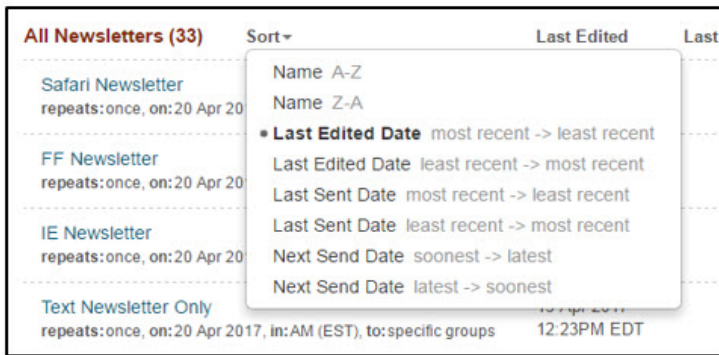 All Newsletters (33) Sort Last Edited Last
Name A-Z
Safari Newsletter
repeats:once, on:20 Apr
Name Z-A
Last Edited Date most recent -> least recent
FF Newsletter
Last Edited Date least recent -> most recent
repeats:once, on:20 Apr
Last Sent Date most recent -> least recent
Last Sent Date least recent -> most recent
IE Newsletter
repeats:once, on:20 Apr
Next Send Date soonest -> latest
Next Send Date latest -> soonest
Text Newsletter Only
repeats:once, on:20 Apr 2017, in:AM (EST), to:specific groups 12:23PM EDT